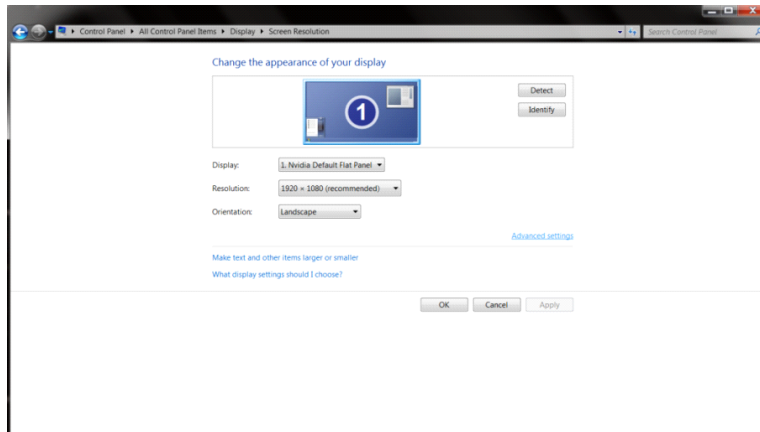 Control Panel ▸ All Control Panel Items ▸ Display ▸ Screen Resolution
Search Control Panel
Change the appearance of your display
1
Detect
Identify
Display: 1. Nvidia Default Flat Panel
Resolution: 1920 × 1080 (recommended)
Orientation: Landscape
Advanced settings
Make text and other items larger or smaller
What display settings should I choose?
OK Cancel Apply